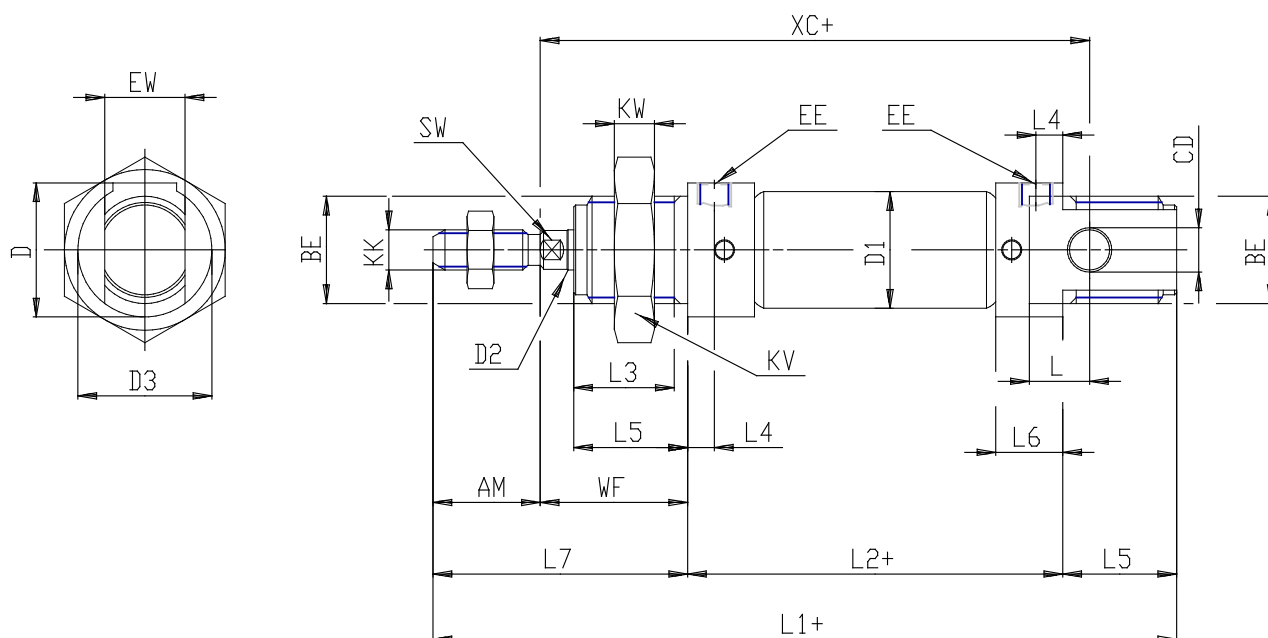 XC+
EW
KW
EE
EE
L4
SW
CD
D
BE
KK
D1
BE
D2
KV
D3
L3
L
L5
L4
L6
AM
WF
L7
L2+
L5
L1+